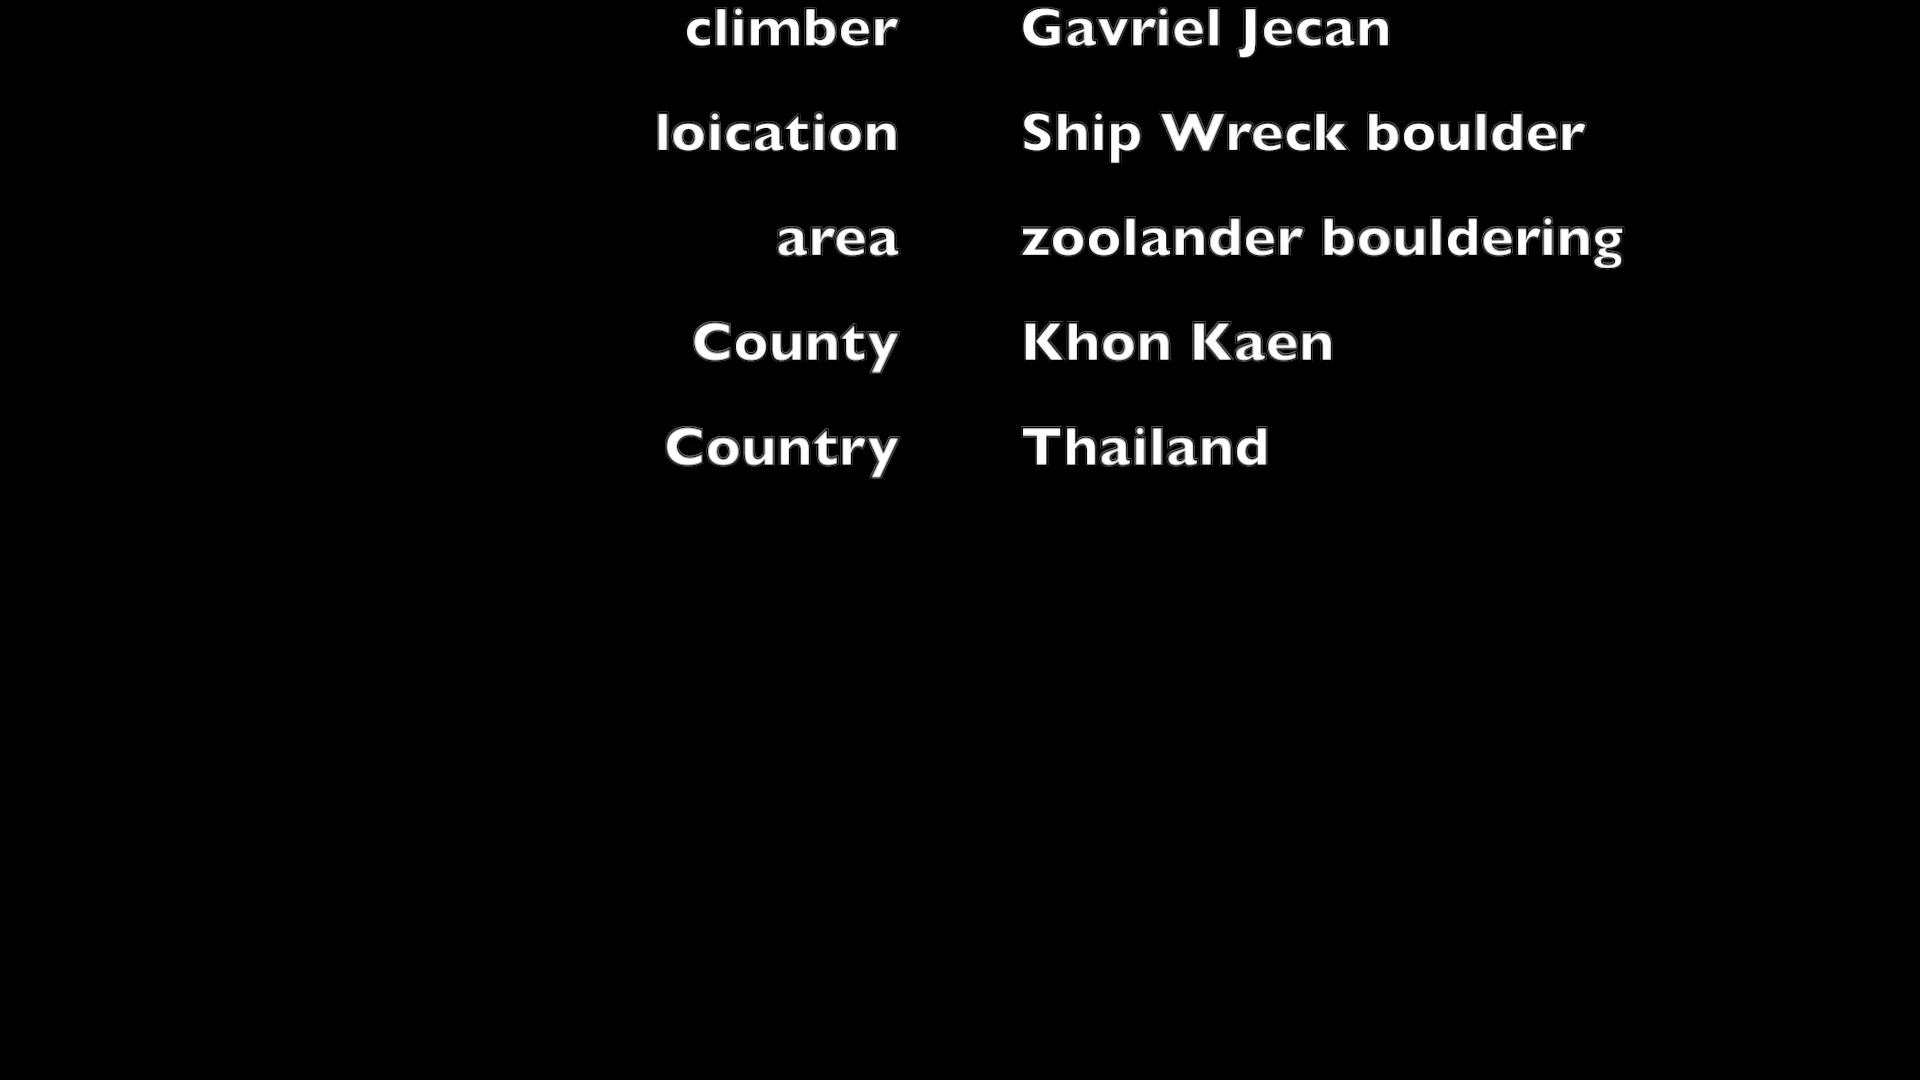 climber Gavriel Jecan
loication Ship Wreck boulder
area zoolander bouldering
County Khon Kaen
Country Thailand